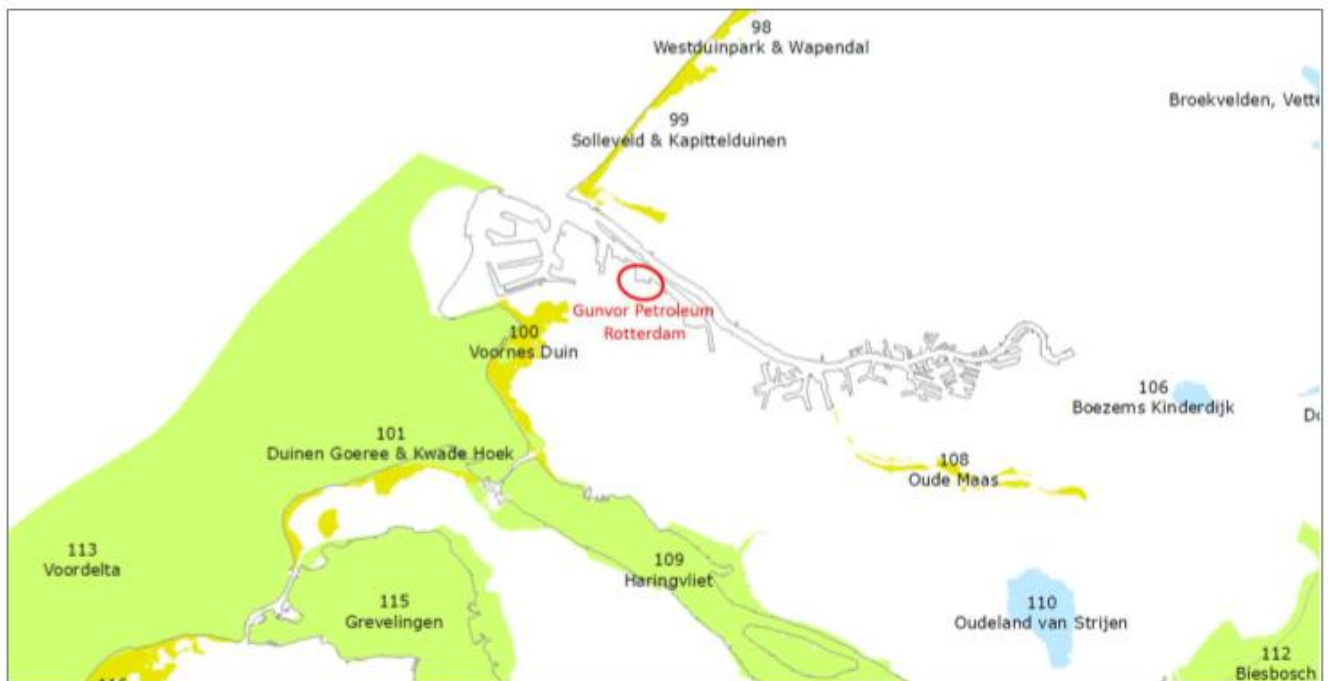 98
Westduinpark & Wapendal
Broekvelden, Vett
99
Solleveld & Kapittelduinen
Gunvor Petroleum
Rotterdam
100
Voornes Duin
106
Boezems Kinderdijk
101
Duinen Goeree & Kwade Hoek
108
Oude Maas
113
Voordelta
109
Haringvliet
115
Grevelingen
110
Oudeland van Strijen
112
Biesbosch